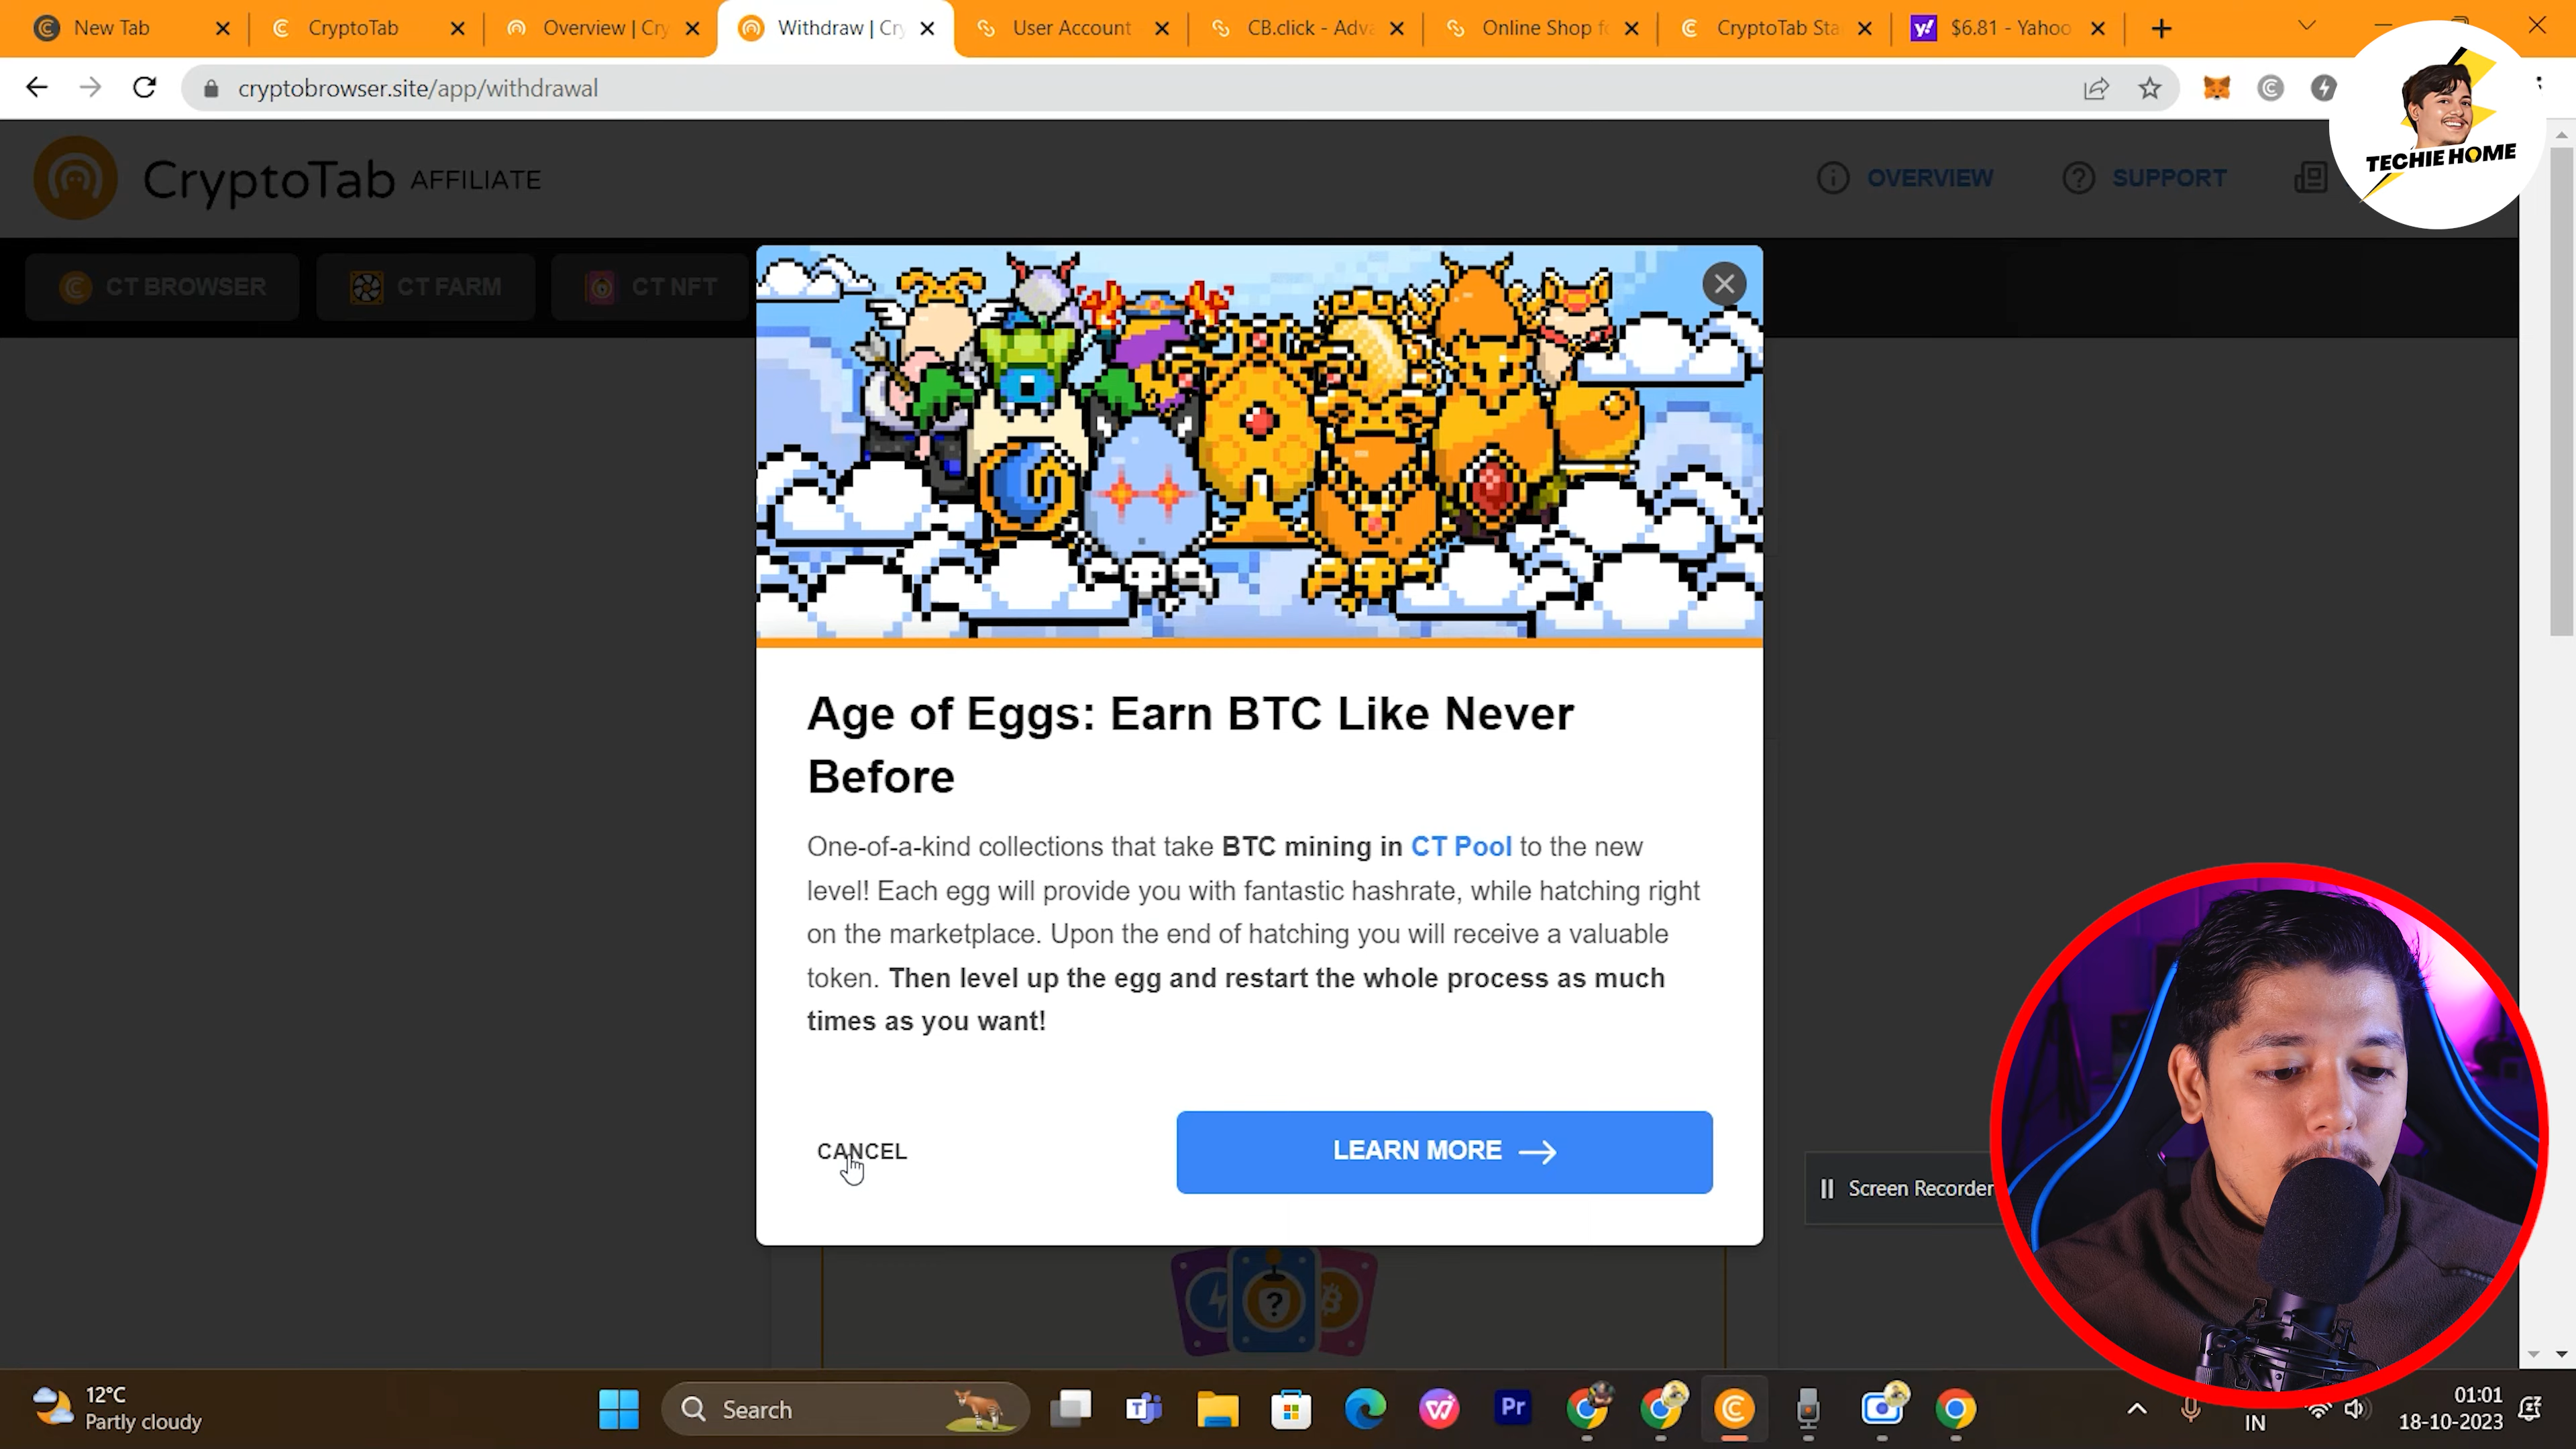 New Tab
CryptoTab
Overview | Cry
Withdraw | Cry
User Account
CB.click - Adva
Online Shop fo
CryptoTab Sta
$6.81 - Yahoo
cryptobrowser.site/app/withdrawal
TECHIE HOME
CryptoTab AFFILIATE
OVERVIEW
SUPPORT
CT BROWSER
CT FARM
CT NFT
Age of Eggs: Earn BTC Like Never
Before
One-of-a-kind collections that take BTC mining in CT Pool to the new
level! Each egg will provide you with fantastic hashrate, while hatching right
on the marketplace. Upon the end of hatching you will receive a valuable
token. Then level up the egg and restart the whole process as much
times as you want!
CANCEL
LEARN MORE
Screen Recorder
12°C
Partly cloudy
Search
Pr
IN
01:01
18-10-2023